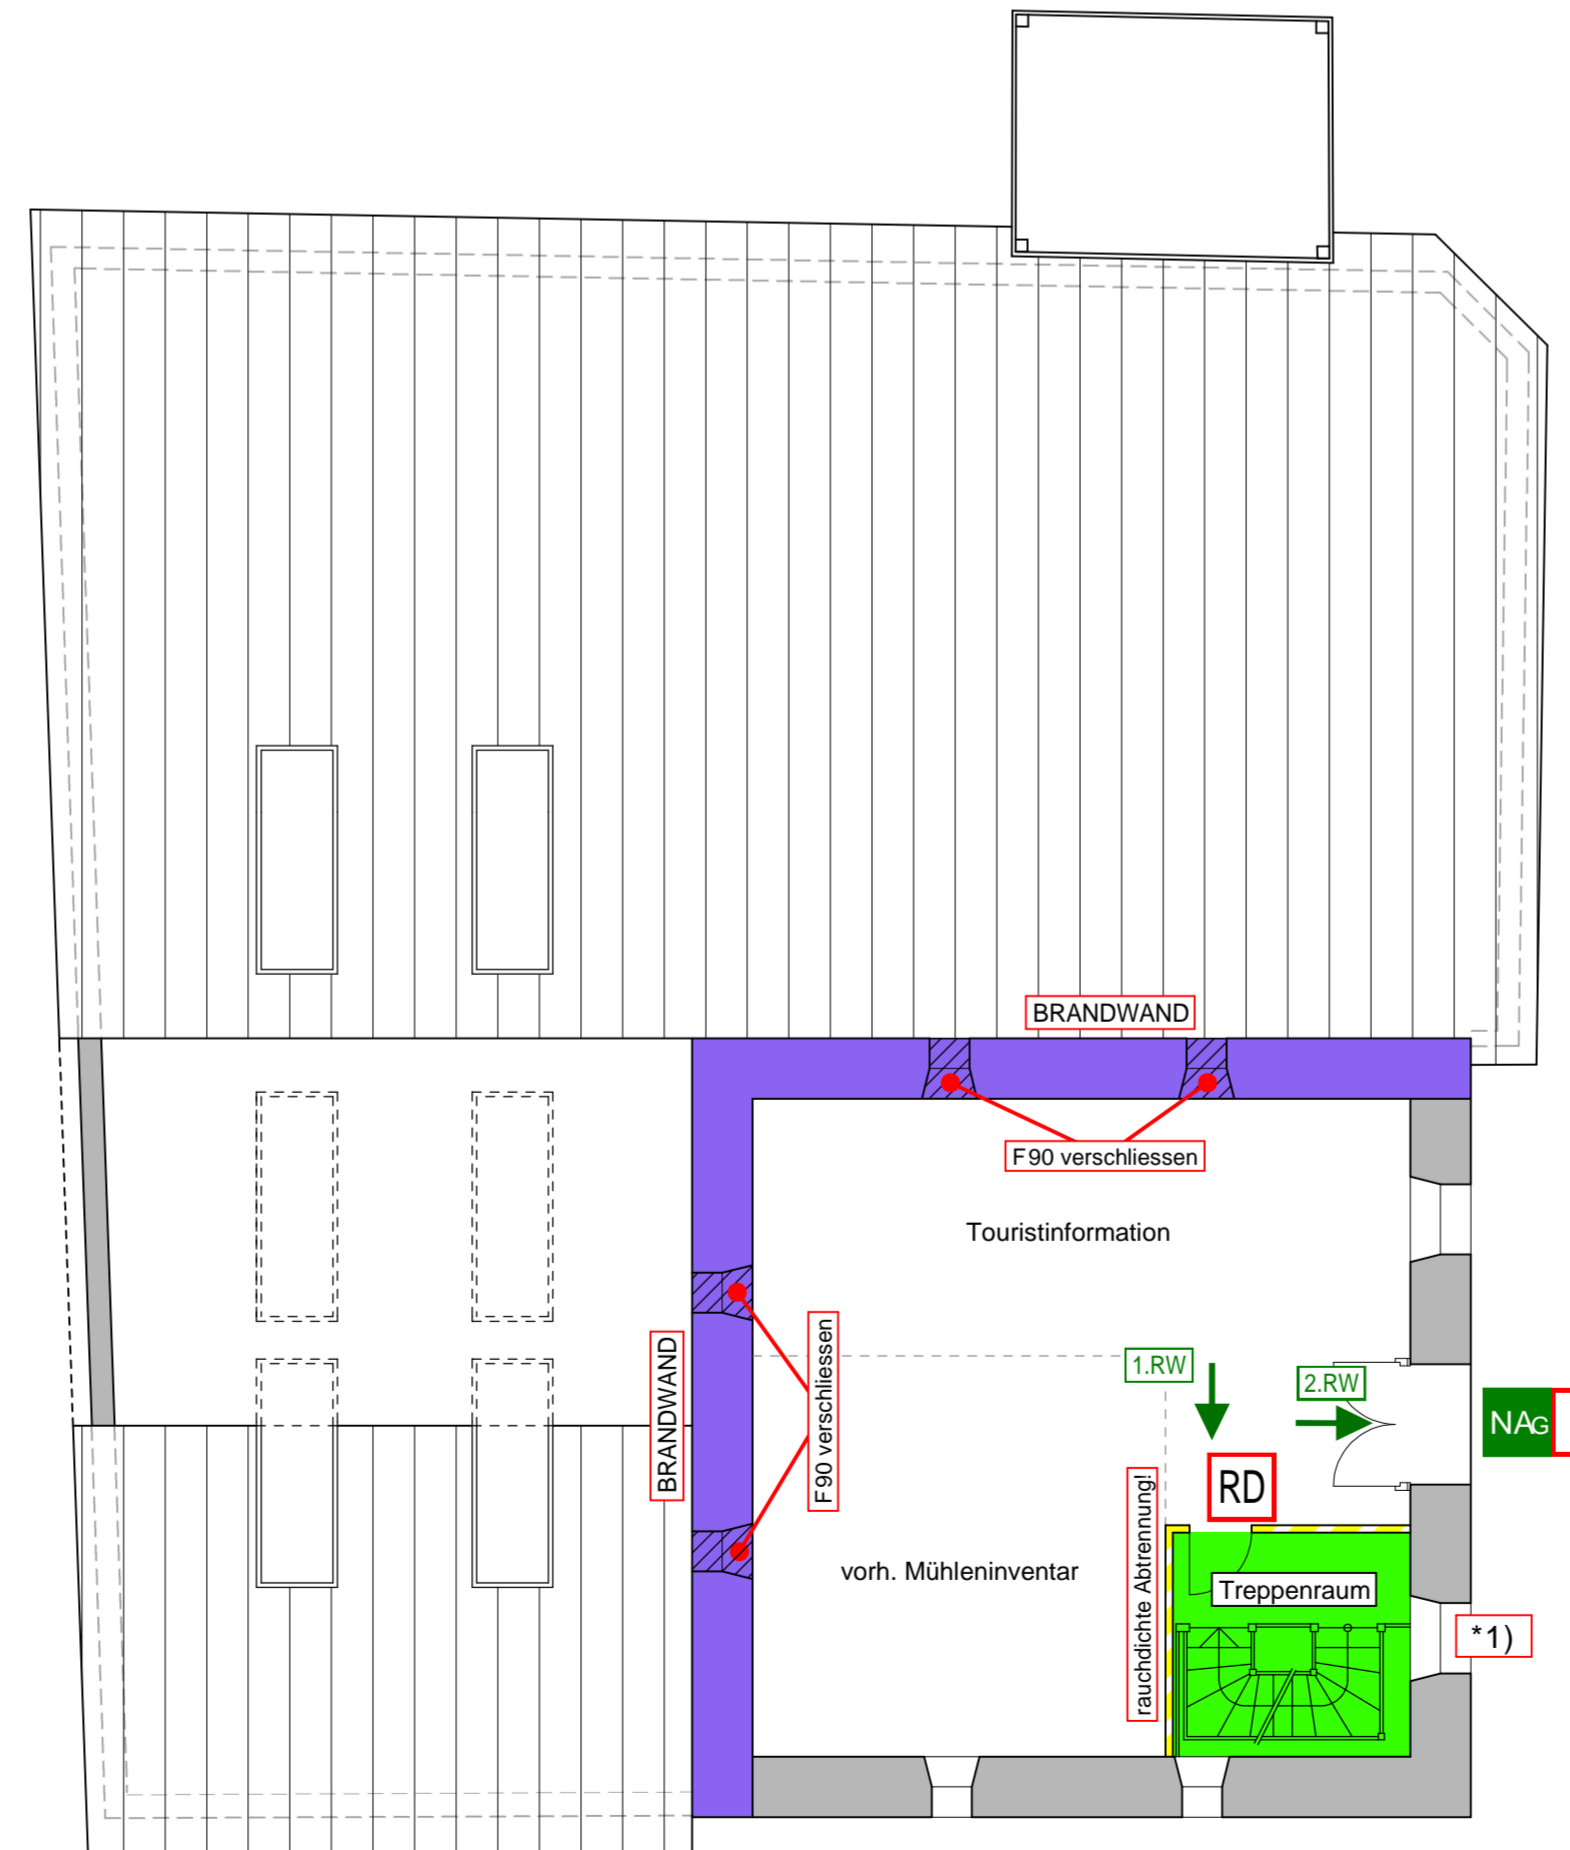 BRANDWAND
F90 verschliessen
Touristinformation
BRANDWAND
F90 verschliessen
1.RW
2.RW
NAG
RD
rauchdichte Abtrennung!
vorh. Mühleninventar
Treppenraum
*1)